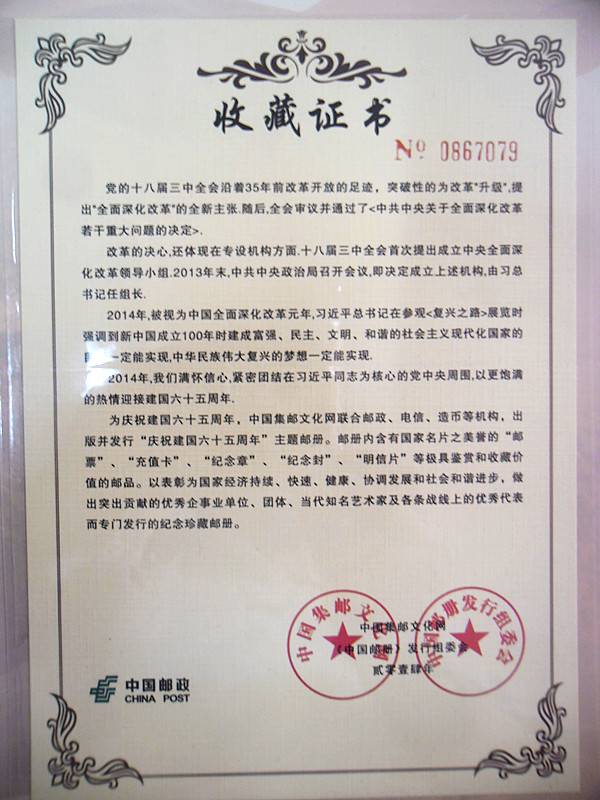 收藏证书
Nº 0867079
党的十八届三中全会沿着35年前改革开放的足迹，突破性的为改革"升级",提
出"全面深化改革"的全新主张.随后,全会审议并通过了<中共中央关于全面深化改革
若干重大问题的决定>.
改革的决心,还体现在专设机构方面.十八届三中全会首次提出成立中央全面深
化改革领导小组.2013年末,中共中央政治局召开会议,即决定成立上述机构,由习总
书记任组长.
2014年,被视为中国全面深化改革元年,习近平总书记在参观<复兴之路>展览时
强调到新中国成立100年时建成富强、民主、文明、和谐的社会主义现代化国家的
一定能实现,中华民族伟大复兴的梦想一定能实现.
2014年,我们满怀信心,紧密团结在习近平同志为核心的党中央周围,以更饱满
的热情迎接建国六十五周年.
为庆祝建国六十五周年，中国集邮文化网联合邮政、电信、造币等机构，出
版并发行“庆祝建国六十五周年”主题邮册。邮册内含有国家名片之美誉的“邮
票”、“充值卡”、“纪念章”、“纪念封”、“明信片”等极具鉴赏和收藏价
值的邮品。以表彰为国家经济持续、快速、健康、协调发展和社会和谐进步，做
出突出贡献的优秀企事业单位、团体、当代知名艺术家及各条战线上的优秀代表
而专门发行的纪念珍藏邮册。
中国集邮文化网
中国邮册发行组委会
中国集邮文化网
《中国邮册》发行组委会
贰零壹肆年
中国邮政
CHINA POST